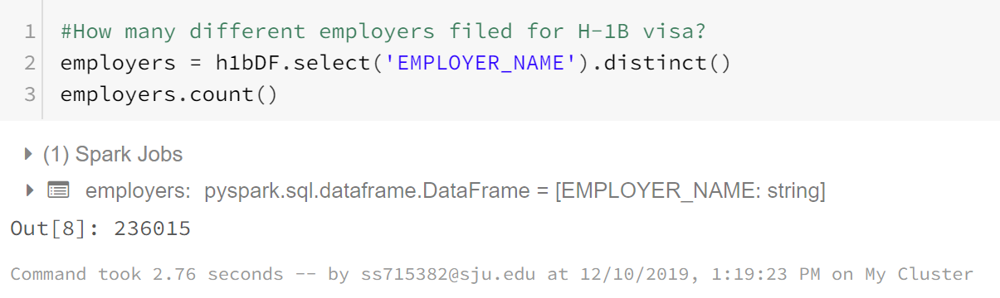 1 #How many different employers filed for H-1B visa?
2 employers = h1bDF.select('EMPLOYER_NAME').distinct()
3 employers.count()
(1) Spark Jobs
employers: pyspark.sql.dataframe.DataFrame = [EMPLOYER_NAME: string]
Out[8]: 236015
Command took 2.76 seconds -- by ss715382@sju.edu at 12/10/2019, 1:19:23 PM on My Cluster